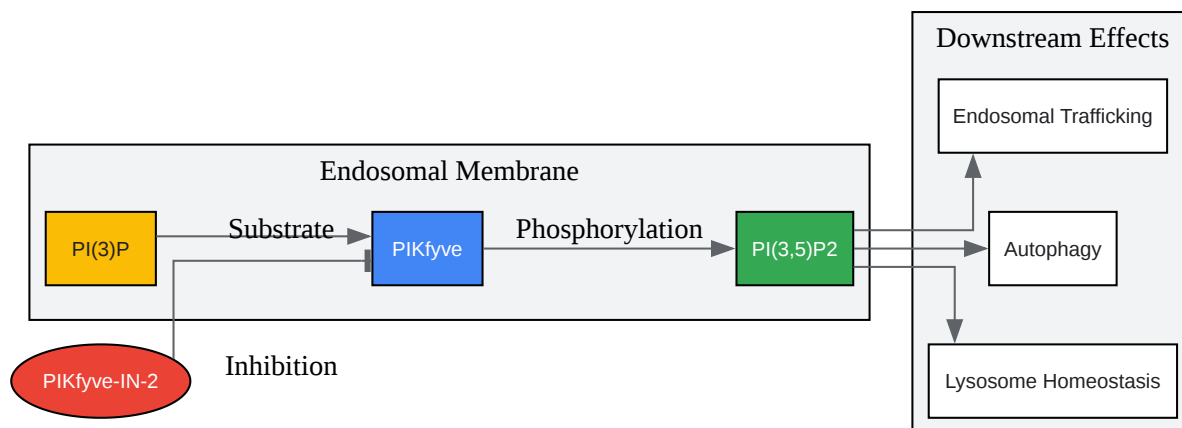 Downstream Effects
Endosomal Trafficking
Endosomal Membrane
PI(3)P
Substrate
PIKfyve
Phosphorylation
PI(3,5)P2
Autophagy
Inhibition
PIKfyve-IN-2
Lysosome Homeostasis